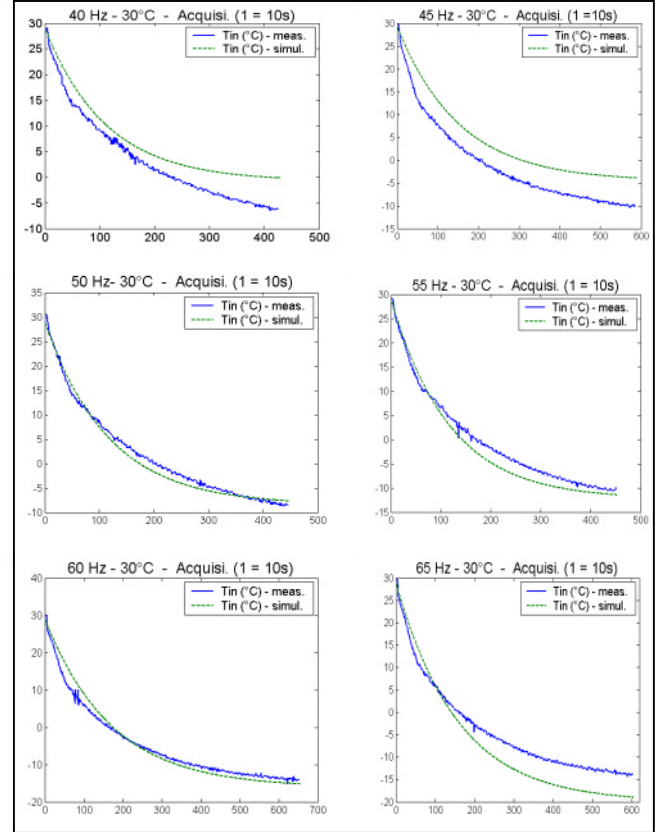 40 Hz - 30°C - Acquisi. (1 = 10s)
Tin (°C) - meas.
Tin (°C) - simul.
30
25
20
15
10
5
0
-5
-10
0 100 200 300 400 500
45 Hz - 30°C - Acquisi. (1 =10s)
Tin (°C) - meas.
Tin (°C) - simul.
30
25
20
15
10
5
0
-5
-10
-15
0 100 200 300 400 500 600
50 Hz- 30°C - Acquisi. (1 = 10s)
Tin (°C) - meas.
Tin (°C) - simul.
35
30
25
20
15
10
5
0
-5
-10
0 100 200 300 400 500
55 Hz - 30°C - Acquisi. (1 = 10s)
Tin (°C) - meas.
Tin (°C) - simul.
30
25
20
15
10
5
0
-5
-10
-15
0 100 200 300 400 500
60 Hz - 30°C - Acquisi. (1 = 10s)
Tin (°C) - meas.
Tin (°C) - simul.
40
30
20
10
0
-10
-20
0 100 200 300 400 500 600 700
65 Hz - 30°C - Acquisi. (1 = 10s)
Tin (°C) - meas.
Tin (°C) - simul.
30
25
20
15
10
5
0
-5
-10
-15
-20
0 100 200 300 400 500 600